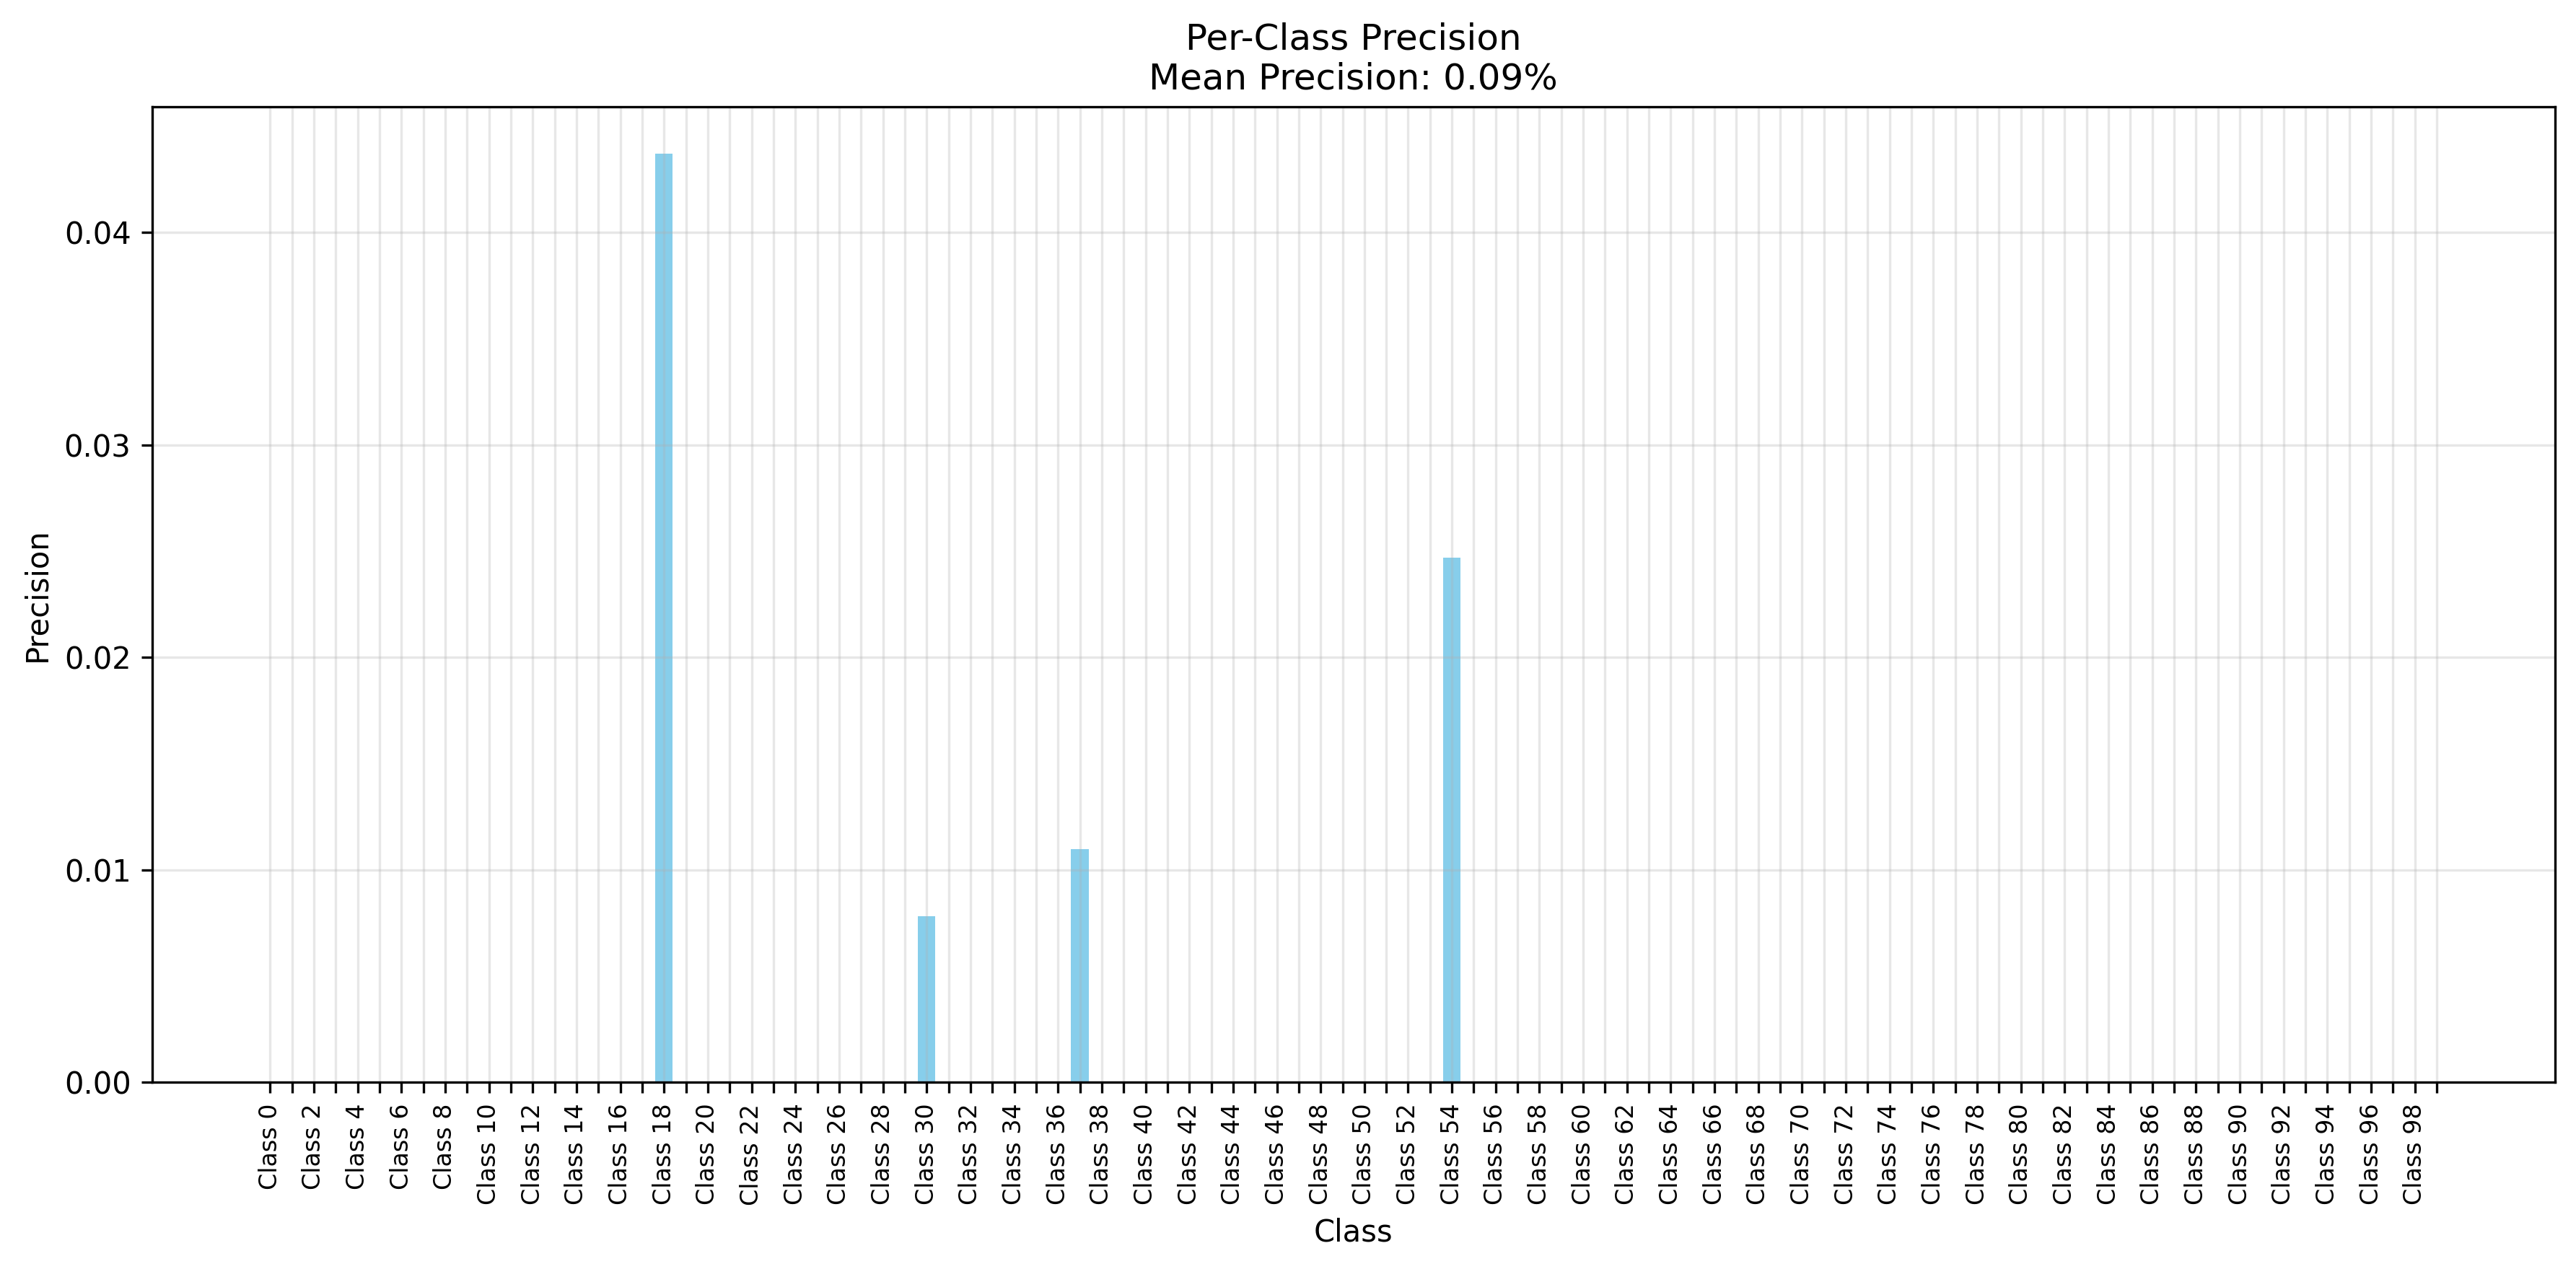 Per-Class Precision
Mean Precision: 0.09%
Precision
0.04
0.03
0.02
0.01
0.00
Class 0
Class 2
Class 4
Class 6
Class 8
Class 10
Class 12
Class 14
Class 16
Class 18
Class 20
Class 22
Class 24
Class 26
Class 28
Class 30
Class 32
Class 34
Class 36
Class 38
Class 40
Class 42
Class 44
Class 46
Class 48
Class 50
Class 52
Class 54
Class 56
Class 58
Class 60
Class 62
Class 64
Class 66
Class 68
Class 70
Class 72
Class 74
Class 76
Class 78
Class 80
Class 82
Class 84
Class 86
Class 88
Class 90
Class 92
Class 94
Class 96
Class 98
Class